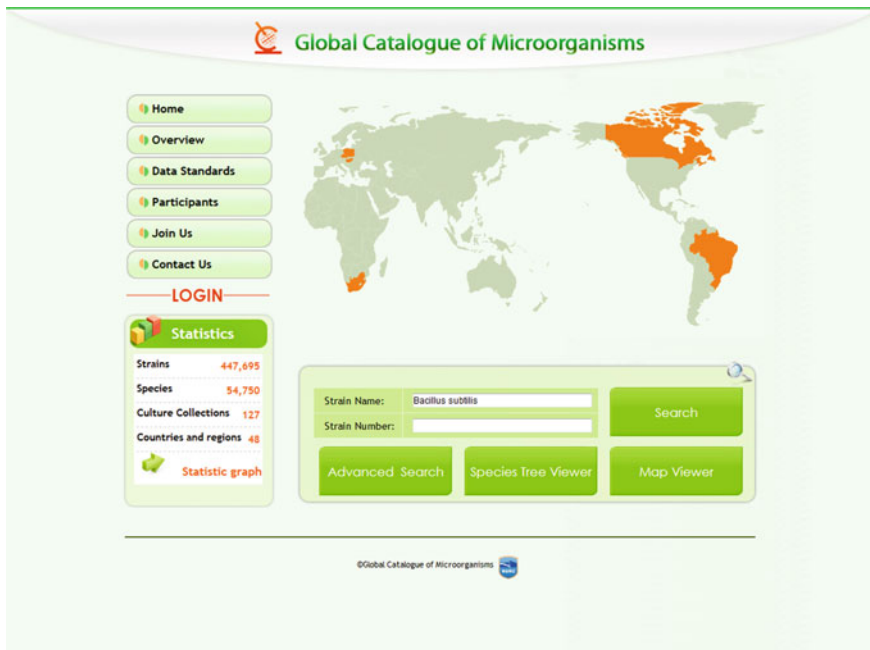 Global Catalogue of Microorganisms
Home
Overview
Data Standards
Participants
Join Us
Contact Us
LOGIN
Statistics
Strains 447,695
Species 54,750
Culture Collections 127
Countries and regions 48
Statistic graph
Strain Name: Bacillus subtilis
Strain Number:
Search
Advanced Search
Species Tree Viewer
Map Viewer
©Global Catalogue of Microorganisms